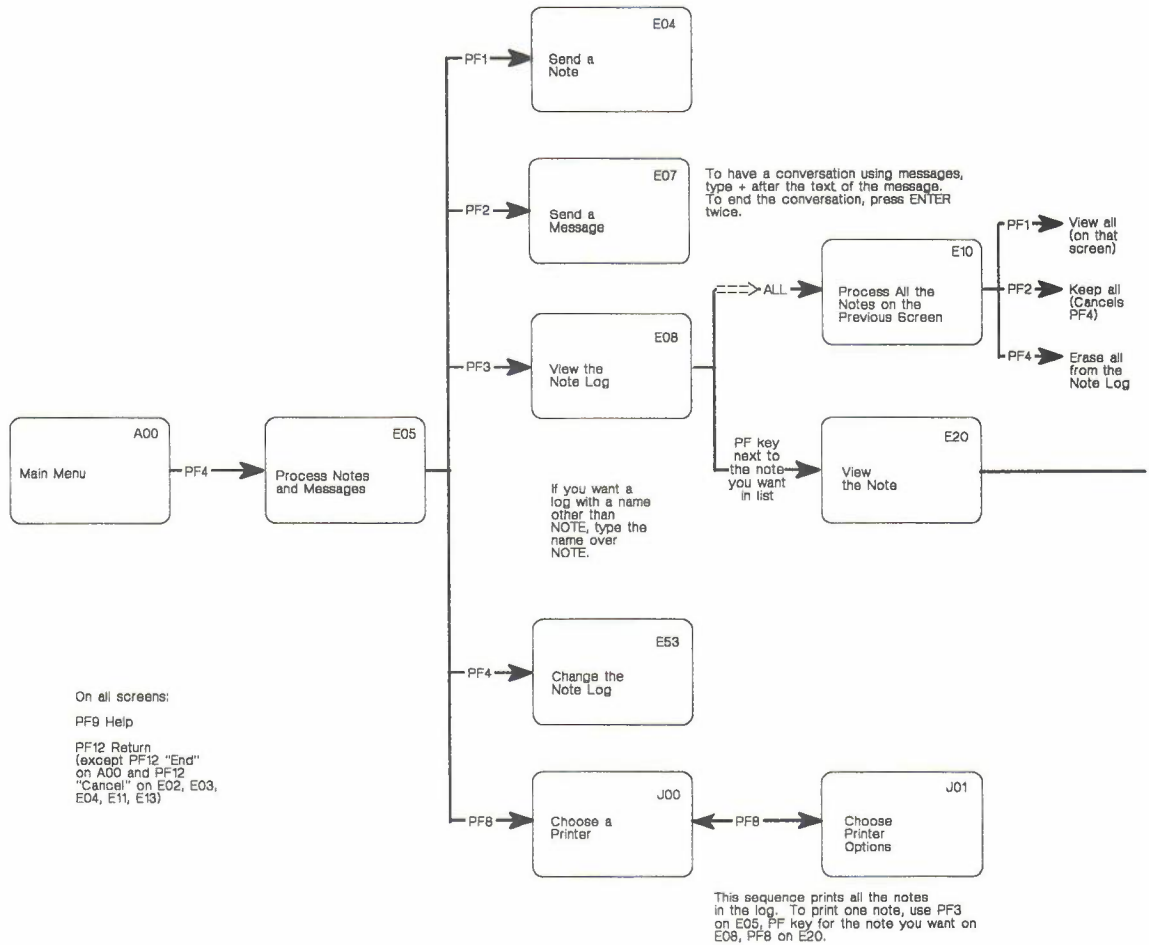 E04
Send a
Note
PF1
E07
Send a
Message
PF2
To have a conversation using messages,
type + after the text of the message.
To end the conversation, press ENTER
twice.
E10
Process All the
Notes on the
Previous Screen
PF1
View all
(on that
screen)
PF2
Keep all
(Cancels
PF4)
PF4
Erase all
from the
Note Log
ALL
E08
View the
Note Log
PF3
A00
Main Menu
PF4
E05
Process Notes
and Messages
PF key
next to
the note
you want
in list
E20
View
the Note
If you want a
log with a name
other than
NOTE, type the
name over
NOTE.
E53
Change the
Note Log
PF4
On all screens:
PF9 Help
PF12 Return
(except PF12 "End"
on A00 and PF12
"Cancel" on E02, E03,
E04, E11, E13)
PF8
J00
Choose a
Printer
PF8
J01
Choose
Printer
Options
This sequence prints all the notes
in the log. To print one note, use PF3
on E05, PF key for the note you want on
E08, PF8 on E20.